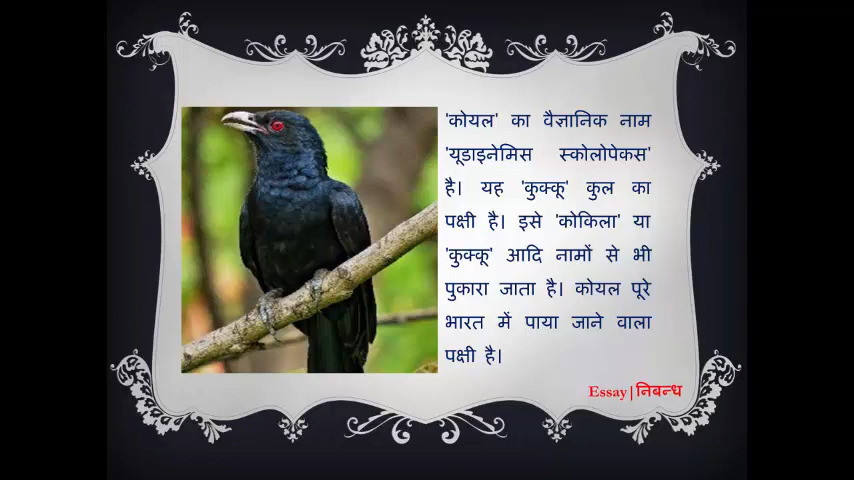 'कोयल' का वैज्ञानिक नाम
'यूडाइनेमिस स्कोलोपेकस'
है। यह 'कुक्कू' कुल का
पक्षी है। इसे 'कोकिला' या
'कुक्कू' आदि नामों से भी
पुकारा जाता है। कोयल पूरे
भारत में पाया जाने वाला
पक्षी है।
Essay|निबन्ध